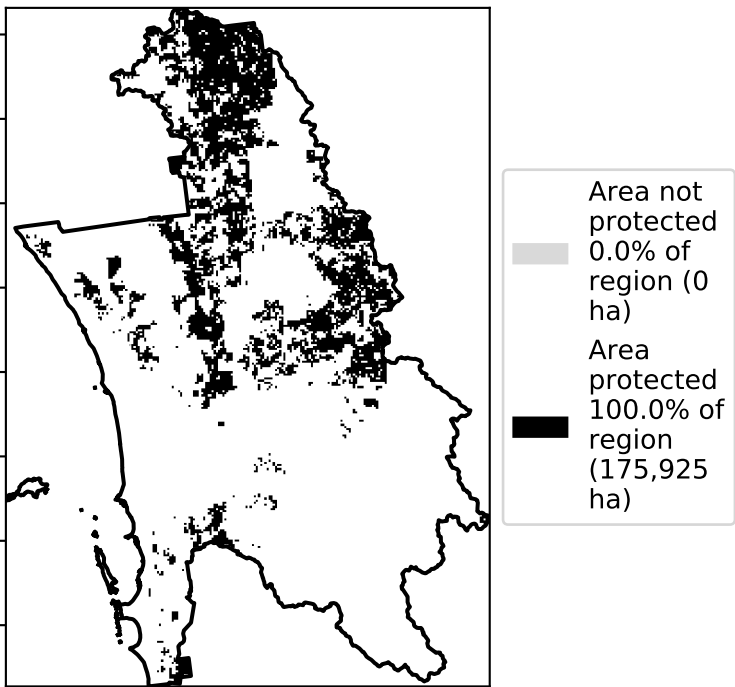 Area not
protected
0.0% of
region (0
ha)
Area
protected
100.0% of
region
(175,925
ha)